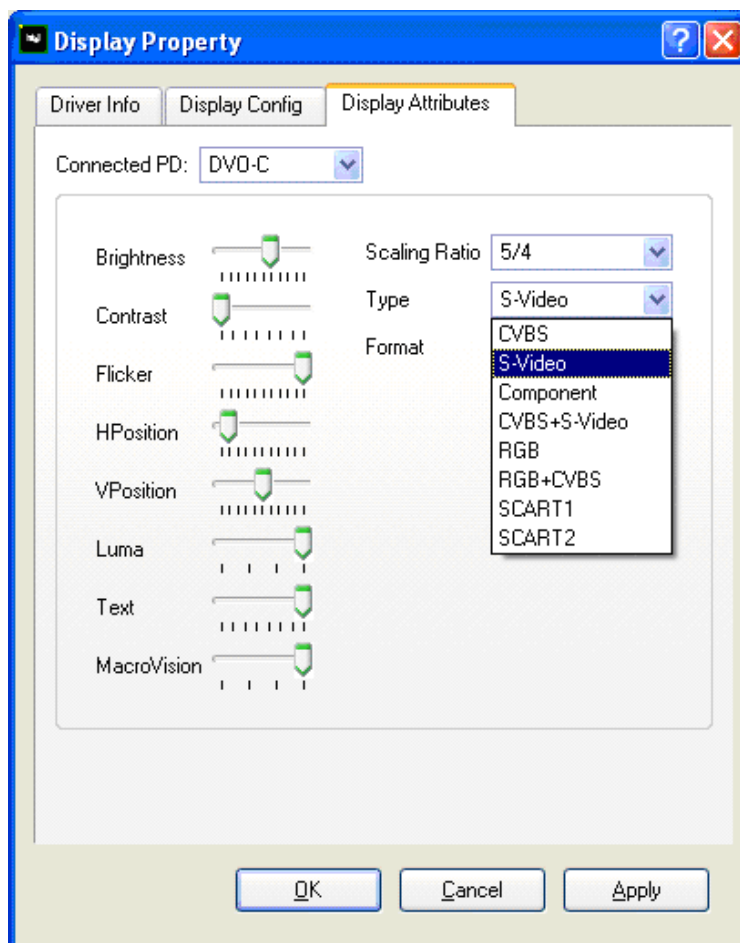 Display Property
Driver Info Display Config Display Attributes
Connected PD: DVO-C
Brightness
Contrast
Flicker
HPosition
VPosition
Luma
Text
MacroVision
Scaling Ratio 5/4
Type S-Video
Format
CVBS
S-Video
Component
CVBS+S-Video
RGB
RGB+CVBS
SCART1
SCART2
OK Cancel Apply